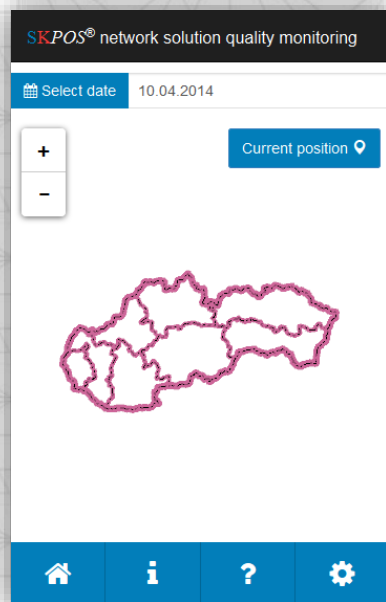 SKPOS® network solution quality monitoring
Select date 10.04.2014
+
Current position
−